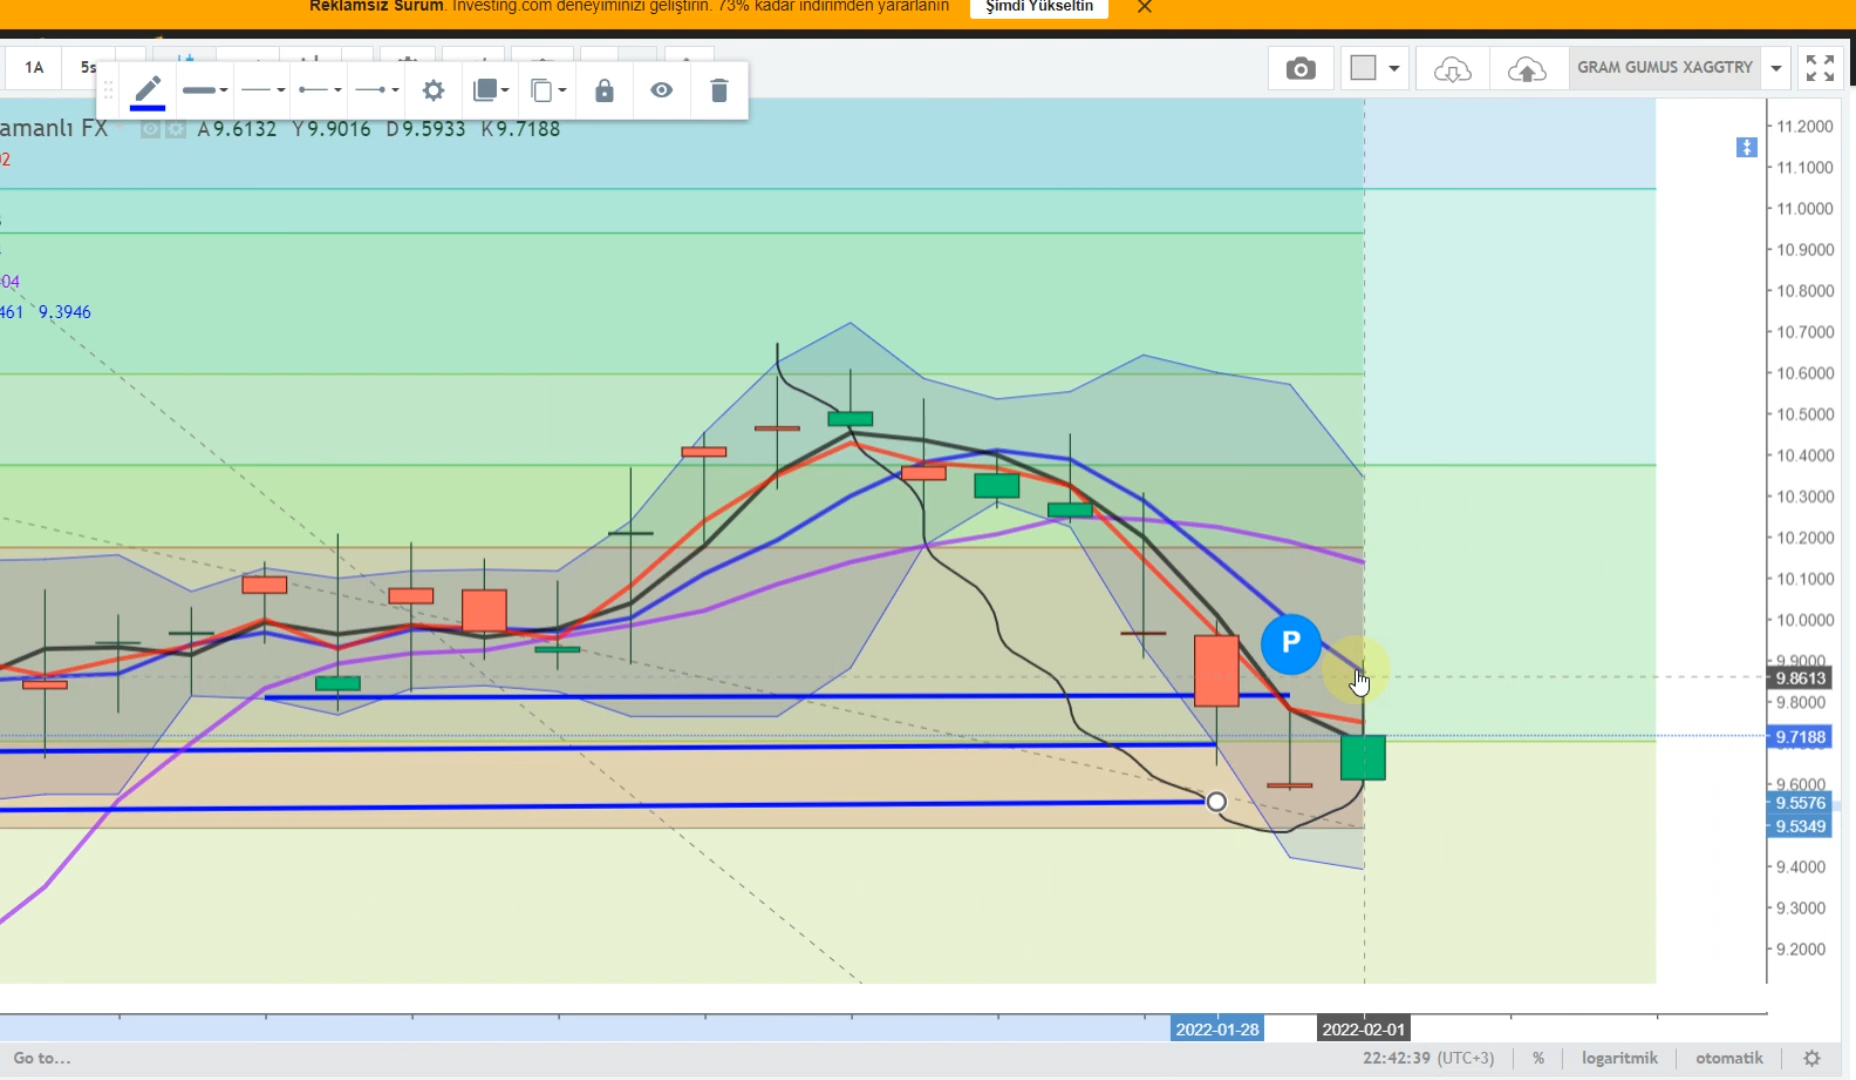 Reklamsız Sürüm. Investing.com deneyiminizi geliştirin. 73% kadar indirimden yararlanın
Şimdi Yükseltin
1A
5s
GRAM GUMUS XAGGTRY
amanlı FX
A9.6132 Y9.9016 D9.5933 K9.7188
04
461 9.3946
P
11.2000
11.1000
11.0000
10.9000
10.8000
10.7000
10.6000
10.5000
10.4000
10.3000
10.2000
10.1000
10.0000
9.9000
9.8613
9.8000
9.7188
9.6000
9.5576
9.5349
9.4000
9.3000
9.2000
2022-01-28
2022-02-01
Go to...
22:42:39 (UTC+3)
%
logaritmik
otomatik